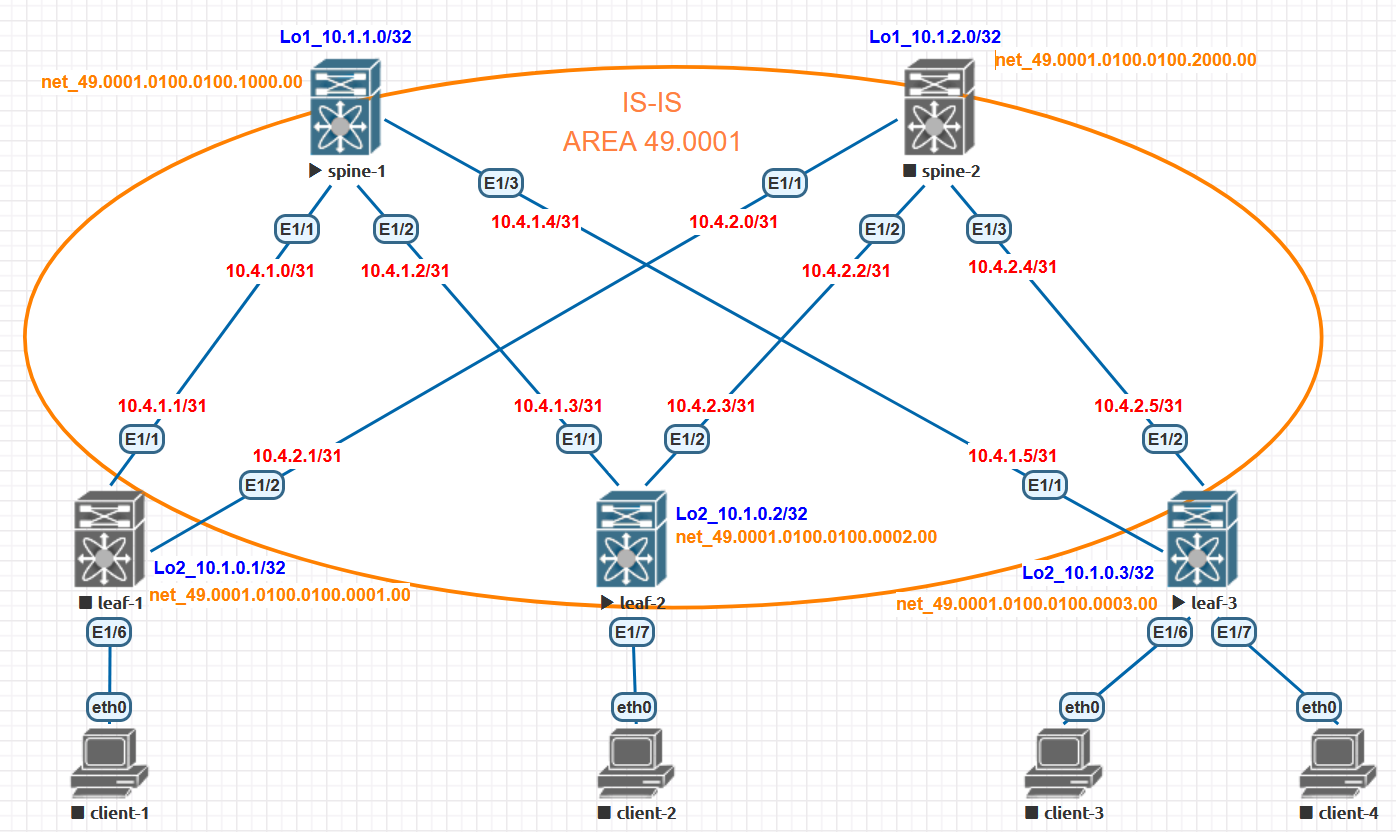 Lo1_10.1.1.0/32
Lo1_10.1.2.0/32
net_49.0001.0100.0100.1000.00
net_49.0001.0100.0100.2000.00
IS-IS
AREA 49.0001
spine-1
spine-2
E1/3
E1/1
10.4.1.4/31
10.4.2.0/31
E1/1
E1/2
E1/2
E1/3
10.4.1.0/31
10.4.1.2/31
10.4.2.2/31
10.4.2.4/31
10.4.1.1/31
10.4.1.3/31
10.4.2.3/31
10.4.2.5/31
E1/1
E1/1
E1/2
E1/2
10.4.2.1/31
10.4.1.5/31
E1/2
E1/1
Lo2_10.1.0.2/32
net_49.0001.0100.0100.0002.00
Lo2_10.1.0.1/32
Lo2_10.1.0.3/32
net_49.0001.0100.0100.0001.00
net_49.0001.0100.0100.0003.00
leaf-1
leaf-2
leaf-3
E1/6
E1/7
E1/6
E1/7
eth0
eth0
eth0
eth0
client-1
client-2
client-3
client-4